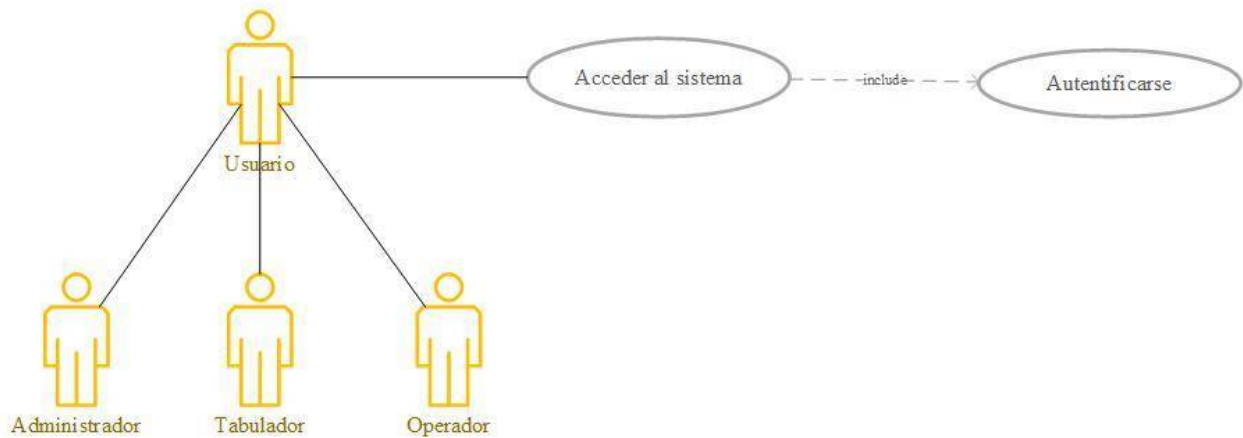 Acceder al sistema
include
Autentificarse
Usuario
Administrador
Tabulador
Operador